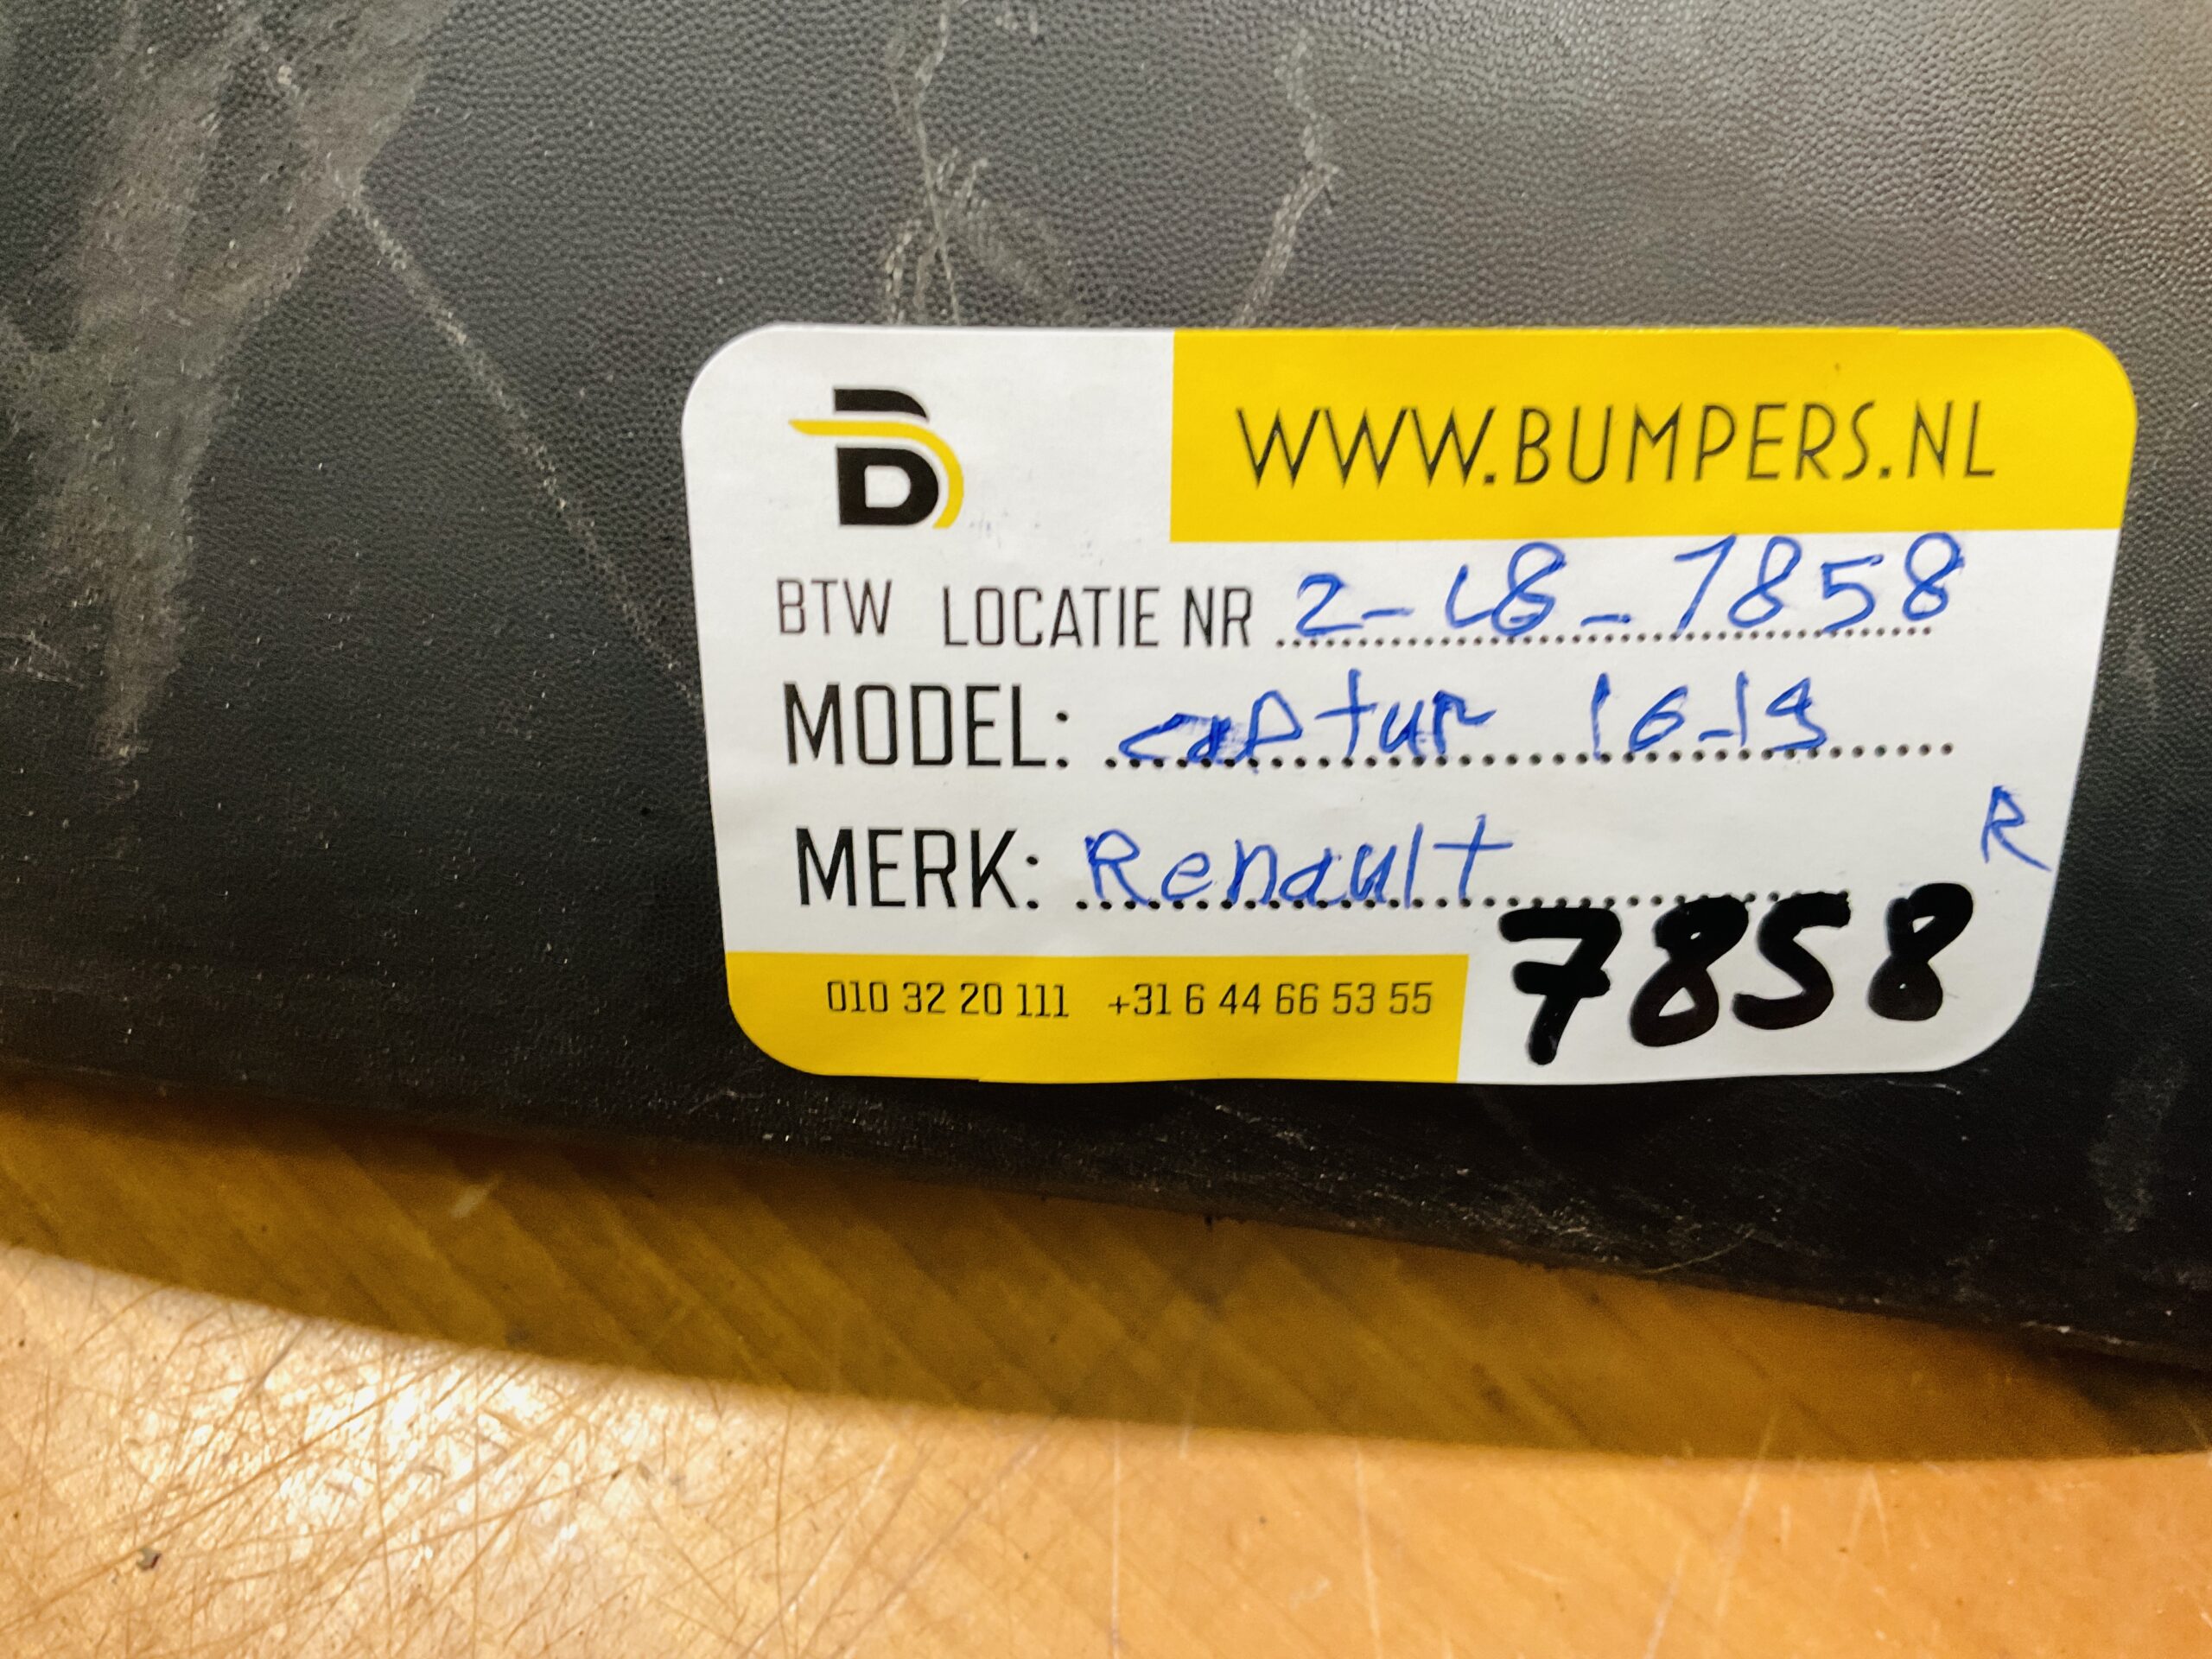 B
WWW.BUMPERS.NL
BTW LOCATIE NR 2-L8-7858
MODEL: captur 16-19
MERK: Renault
R
7858
010 32 20 111 +31 6 44 66 53 55